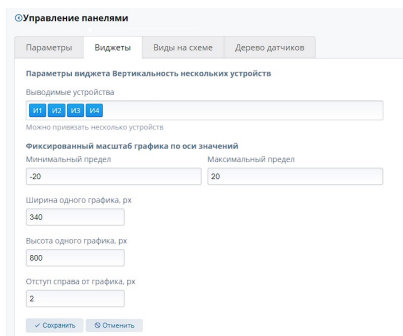 Управление панелями
Параметры Виджеты Виды на схеме Дерево датчиков
Параметры виджета Вертикальность нескольких устройств
Выводимые устройства
И1 И2 И3 И4
Можно привязать несколько устройств
Фиксированный масштаб графика по оси значений
Минимальный предел Максимальный предел
-20 20
Ширина одного графика, px
340
Высота одного графика, px
800
Отступ справа от графика, px
2
Сохранить Отменить